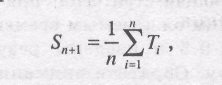 S_{n+1} = \frac{1}{n} \sum_{i=1}^{n} T_i ,